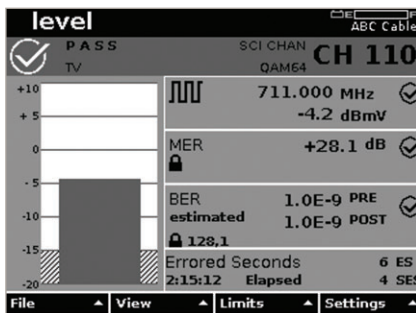 level
E F
ABC Cable
PASS
TV
SCI CHAN
QAM64
CH 110
+10
+ 5
0
- 5
-10
-15
-20
711.000 MHz
-4.2 dBmV
MER
+28.1 dB
BER
estimated
1.0E-9 PRE
1.0E-9 POST
128,1
Errored Seconds
6 ES
2:15:12 Elapsed
4 SES
File
View
Limits
Settings